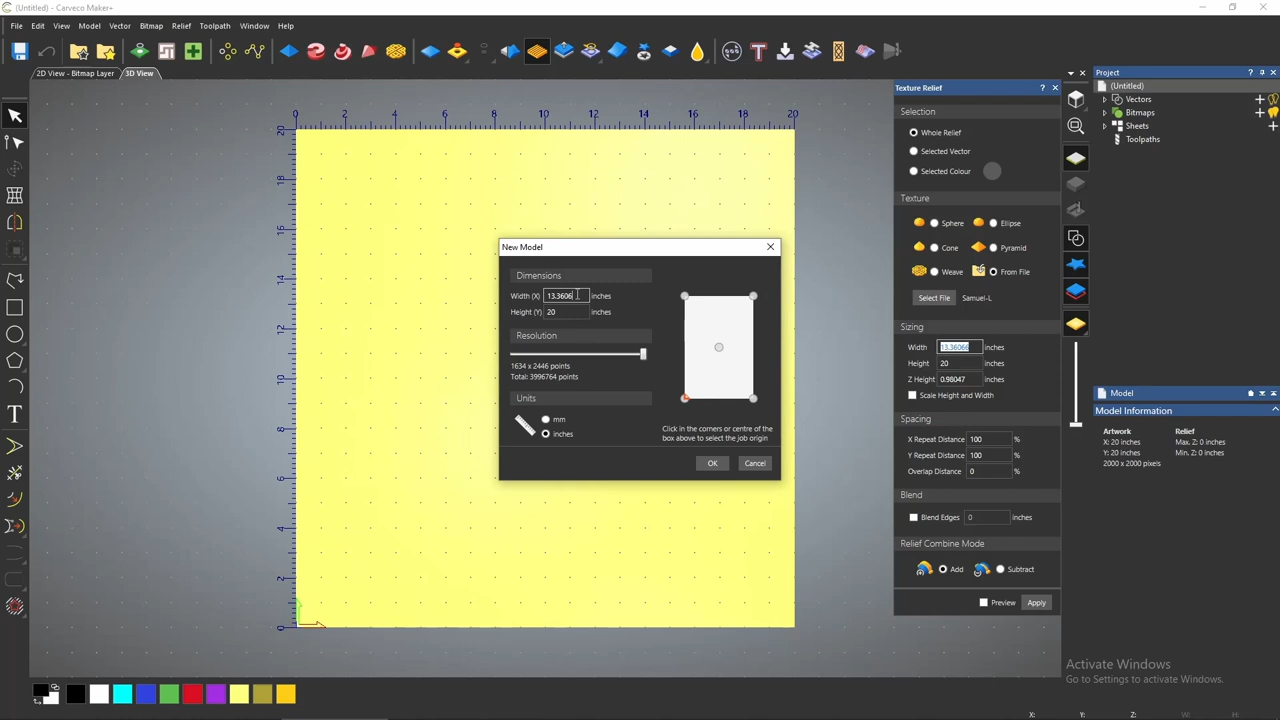 (Untitled) - Carveco Maker+
File Edit View Model Vector Bitmap Relief Toolpath Window Help
2D View - Bitmap Layer 3D View
0 2 4 6 8 10 12 14 16 18 20
20
18
16
14
12
10
8
6
4
2
0
New Model
Dimensions
Width (X) 13.3606 inches
Height (Y) 20 inches
Resolution
1634 x 2446 points
Total: 3996764 points
Units
mm
inches
Click in the corners or centre of the
box above to select the job origin
OK Cancel
Texture Relief ?
Selection
Whole Relief
Selected Vector
Selected Colour
Texture
Sphere Ellipse
Cone Pyramid
Weave From File
Select File Samuel-L
Sizing
Width 13.36066 inches
Height 20 inches
Z Height 0.98047 inches
Scale Height and Width
Spacing
X Repeat Distance 100 %
Y Repeat Distance 100 %
Overlap Distance 0 %
Blend
Blend Edges 0 inches
Relief Combine Mode
Add Subtract
Preview Apply
Project ?
(Untitled)
Vectors
Bitmaps
Sheets
Toolpaths
Model
Model Information
Artwork Relief
X: 20 inches Max. Z: 0 inches
Y: 20 inches Min. Z: 0 inches
2000 x 2000 pixels
Activate Windows
Go to Settings to activate Windows.
X: Y: Z: W: H: